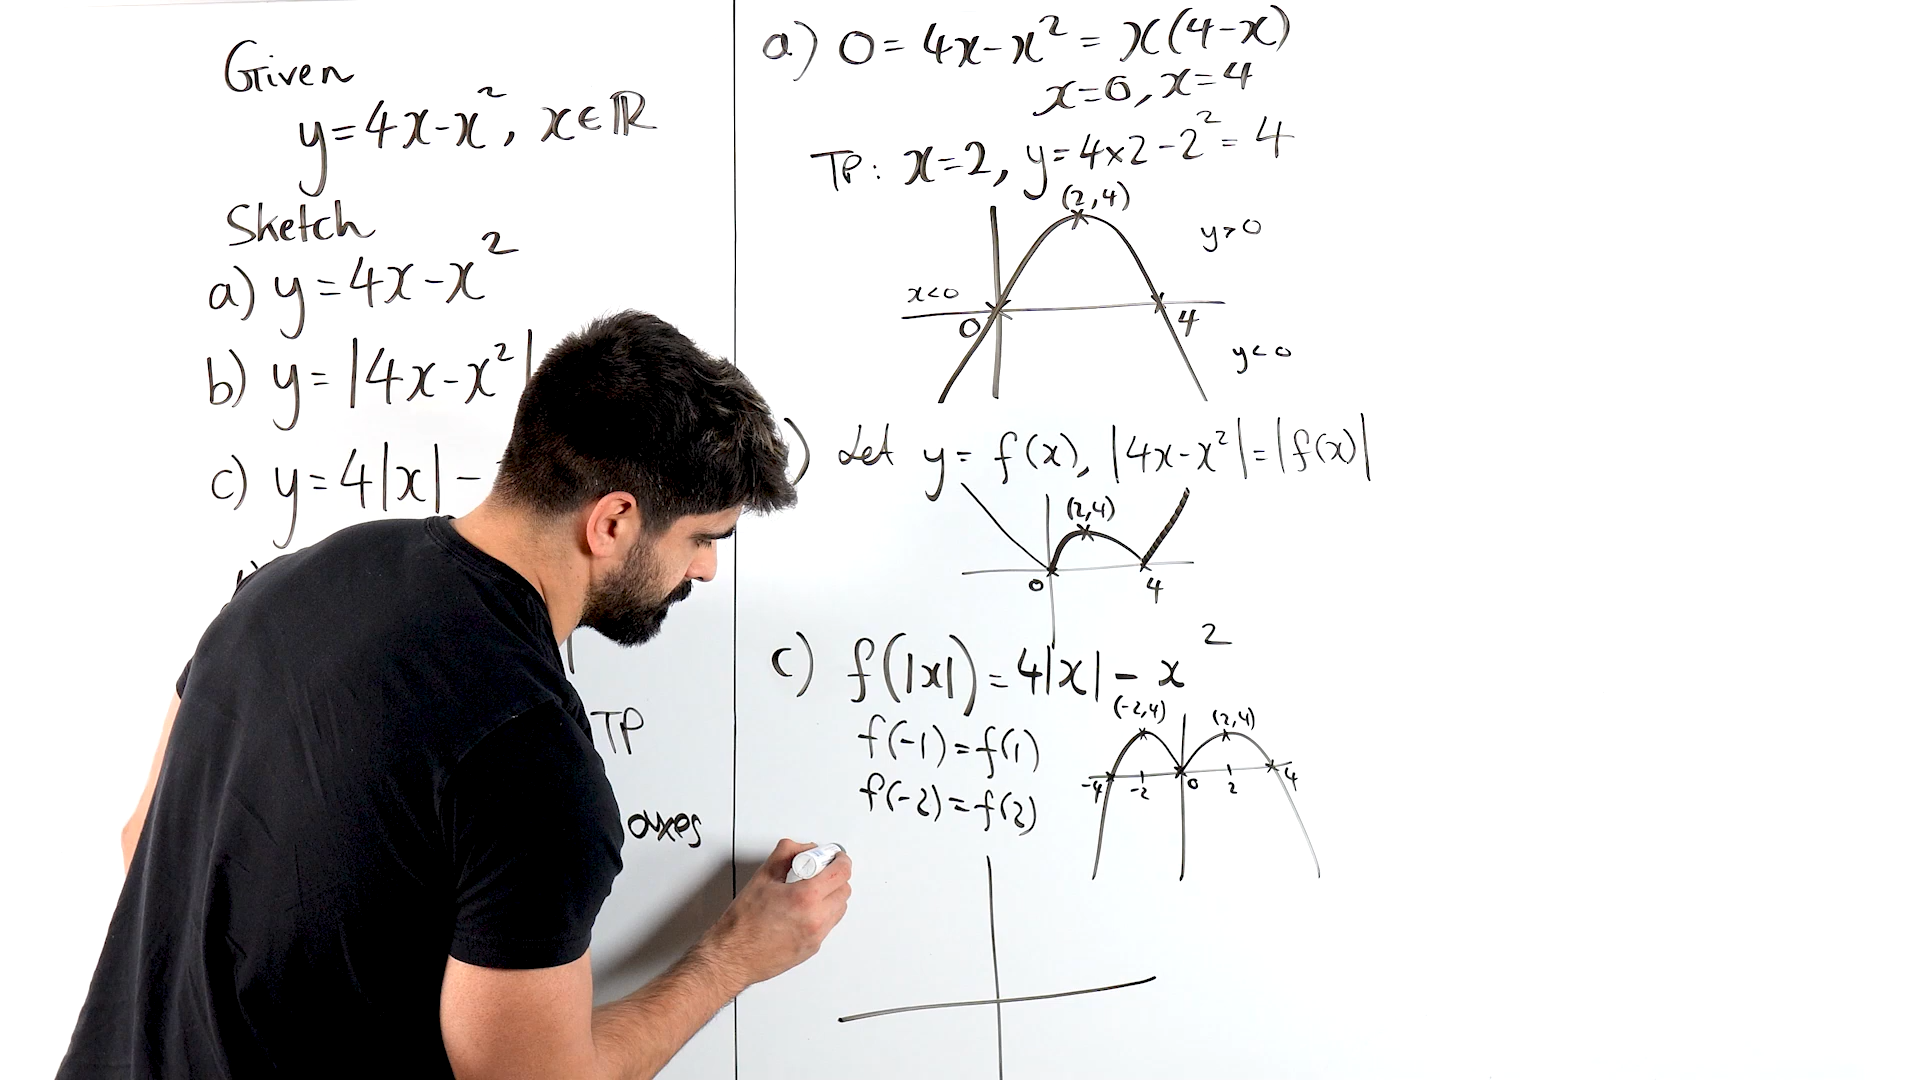 Given
y=4x-x², x∈ℝ
Sketch
a) y=4x-x²
b) y=|4x-x²|
c) y=4|x|-
TP
axes
a) 0=4x-x²=x(4-x)
x=0, x=4
TP: x=2, y=4×2-2²=4
(2,4)
y>0
x<0
0
4
y<0
) Let y=f(x), |4x-x²|=|f(x)|
(2,4)
0
4
c) f(|x|)=4|x|-x²
f(-1)=f(1)
f(-2)=f(2)
(-2,4) (2,4)
-4 -2 0 2 4